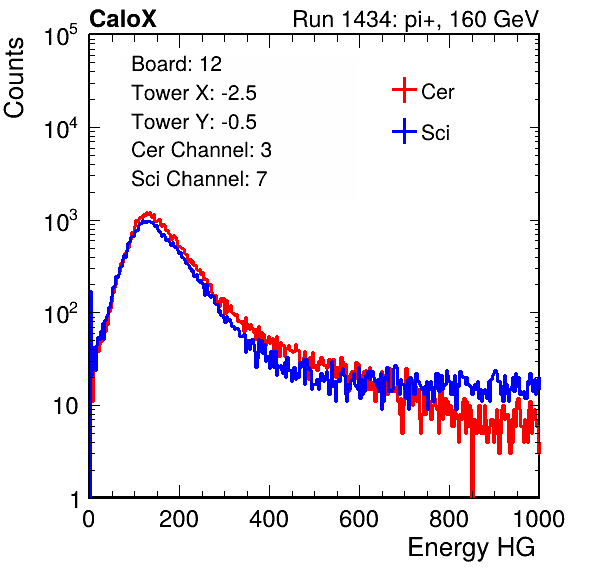 CaloX Run 1434: pi+, 160 GeV
Counts
Board: 12
Tower X: -2.5
Tower Y: -0.5
Cer Channel: 3
Sci Channel: 7
Cer
Sci
10^5
10^4
10^3
10^2
10
1
0 200 400 600 800 1000
Energy HG